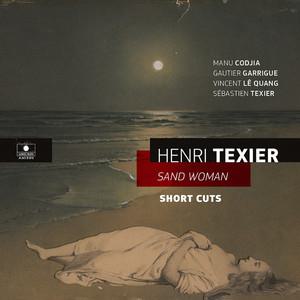 MANU CODJIA
GAUTIER GARRIGUE
VINCENT LÊ QUANG
SÉBASTIEN TEXIER
HENRI TEXIER
SAND WOMAN
SHORT CUTS